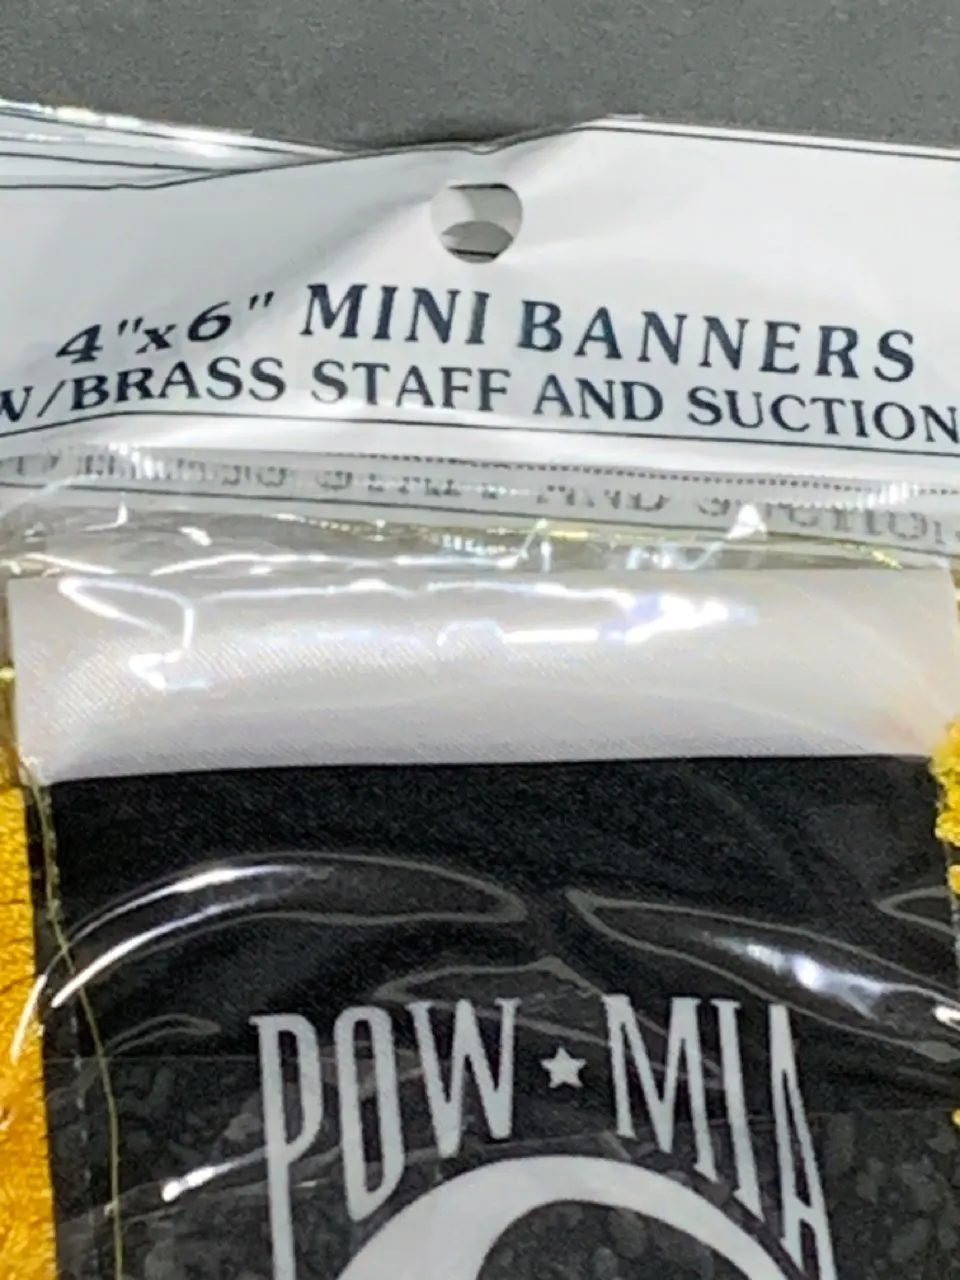 4"x6" MINI BANNERS
W/BRASS STAFF AND SUCTION
POW★MIA